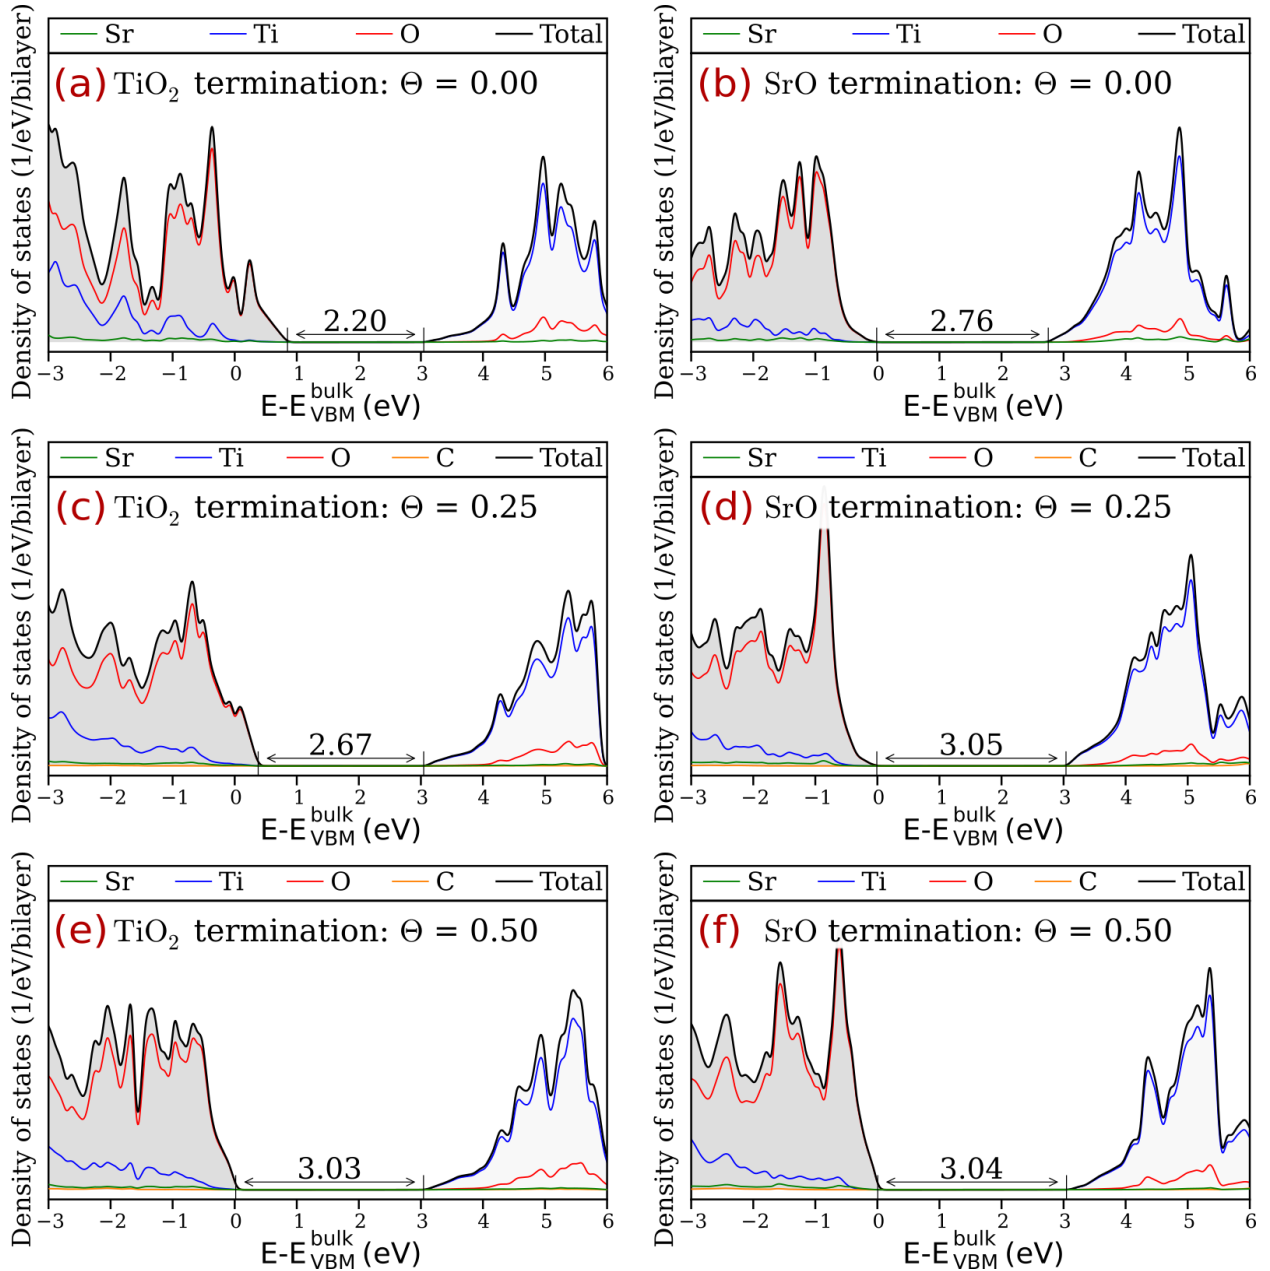 Sr Ti O Total
(a) TiO2 termination: Θ = 0.00
2.20
Density of states (1/eV/bilayer)
−3 −2 −1 0 1 2 3 4 5 6
E-E bulk VBM (eV)
Sr Ti O Total
(b) SrO termination: Θ = 0.00
2.76
Density of states (1/eV/bilayer)
−3 −2 −1 0 1 2 3 4 5 6
E-E bulk VBM (eV)
Sr Ti O C Total
(c) TiO2 termination: Θ = 0.25
2.67
Density of states (1/eV/bilayer)
−3 −2 −1 0 1 2 3 4 5 6
E-E bulk VBM (eV)
Sr Ti O C Total
(d) SrO termination: Θ = 0.25
3.05
Density of states (1/eV/bilayer)
−3 −2 −1 0 1 2 3 4 5 6
E-E bulk VBM (eV)
Sr Ti O C Total
(e) TiO2 termination: Θ = 0.50
3.03
Density of states (1/eV/bilayer)
−3 −2 −1 0 1 2 3 4 5 6
E-E bulk VBM (eV)
Sr Ti O C Total
(f) SrO termination: Θ = 0.50
3.04
Density of states (1/eV/bilayer)
−3 −2 −1 0 1 2 3 4 5 6
E-E bulk VBM (eV)